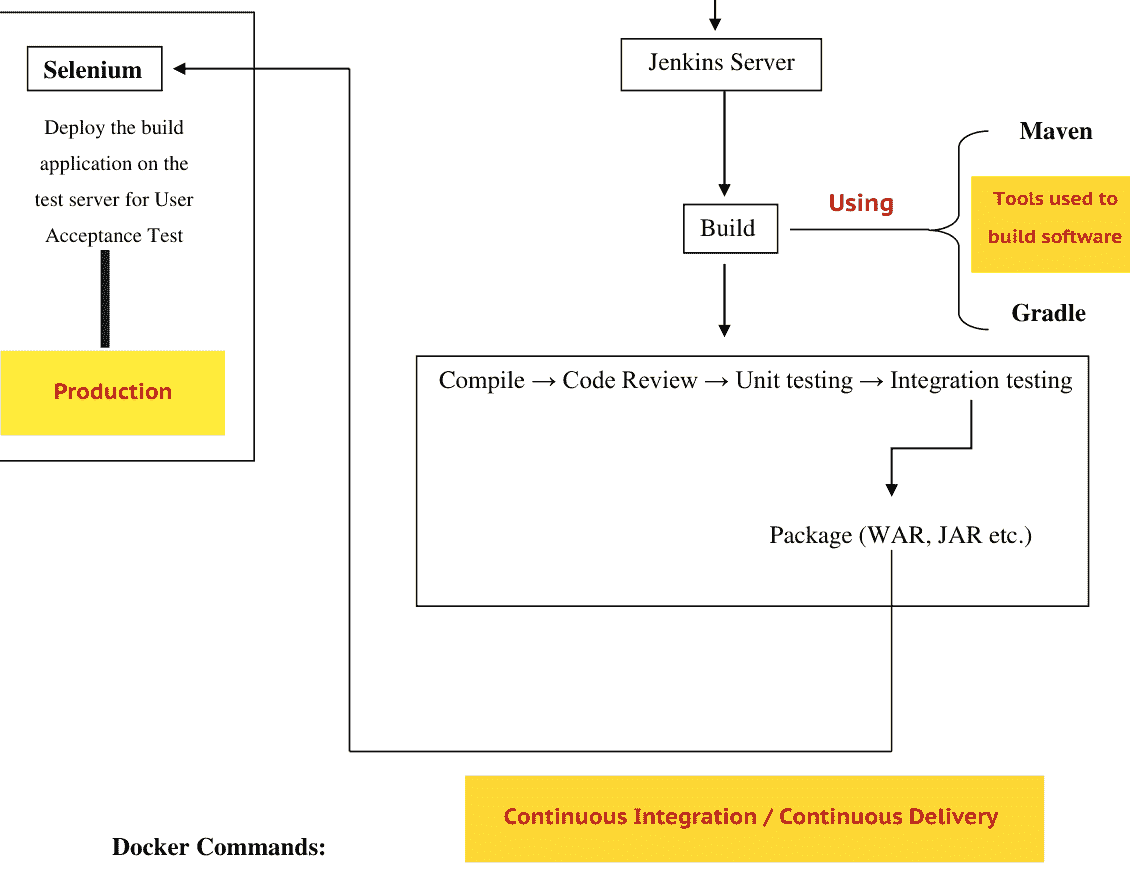 Selenium
Deploy the build
application on the
test server for User
Acceptance Test
Production
Jenkins Server
Build
Using
Maven
Tools used to
build software
Gradle
Compile → Code Review → Unit testing → Integration testing
Package (WAR, JAR etc.)
Continuous Integration / Continuous Delivery
Docker Commands: